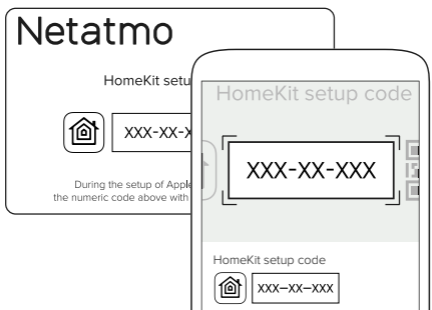 Netatmo
HomeKit setu
XXX-XX-X
During the setup of Apple
the numeric code above with
HomeKit setup code
XXX-XX-XXX
HomeKit setup code
XXX–XX–XXX